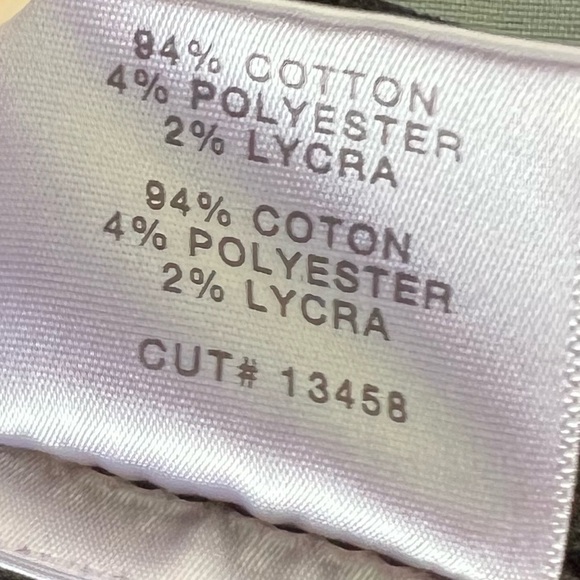 94% COTTON
4% POLYESTER
2% LYCRA
94% COTON
4% POLYESTER
2% LYCRA
CUT# 13458